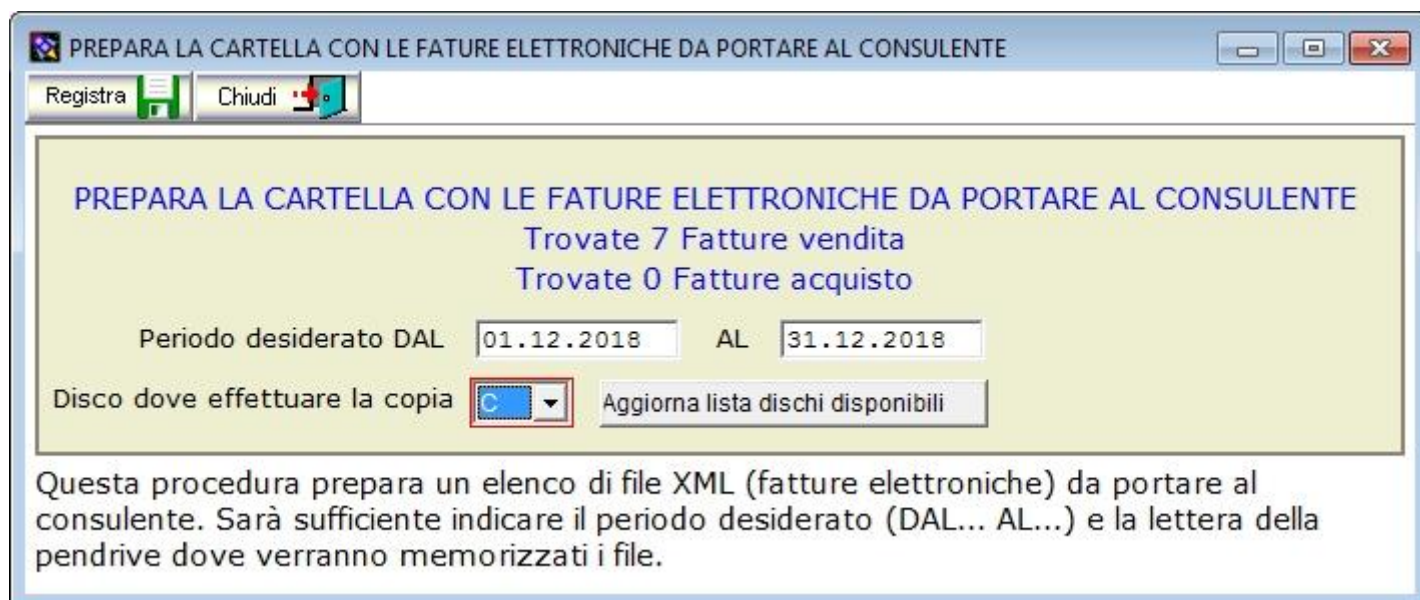 PREPARA LA CARTELLA CON LE FATURE ELETTRONICHE DA PORTARE AL CONSULENTE
Registra Chiudi
PREPARA LA CARTELLA CON LE FATURE ELETTRONICHE DA PORTARE AL CONSULENTE
Trovate 7 Fatture vendita
Trovate 0 Fatture acquisto
Periodo desiderato DAL 01.12.2018 AL 31.12.2018
Disco dove effettuare la copia C Aggiorna lista dischi disponibili
Questa procedura prepara un elenco di file XML (fatture elettroniche) da portare al
consulente. Sarà sufficiente indicare il periodo desiderato (DAL... AL...) e la lettera della
pendrive dove verranno memorizzati i file.